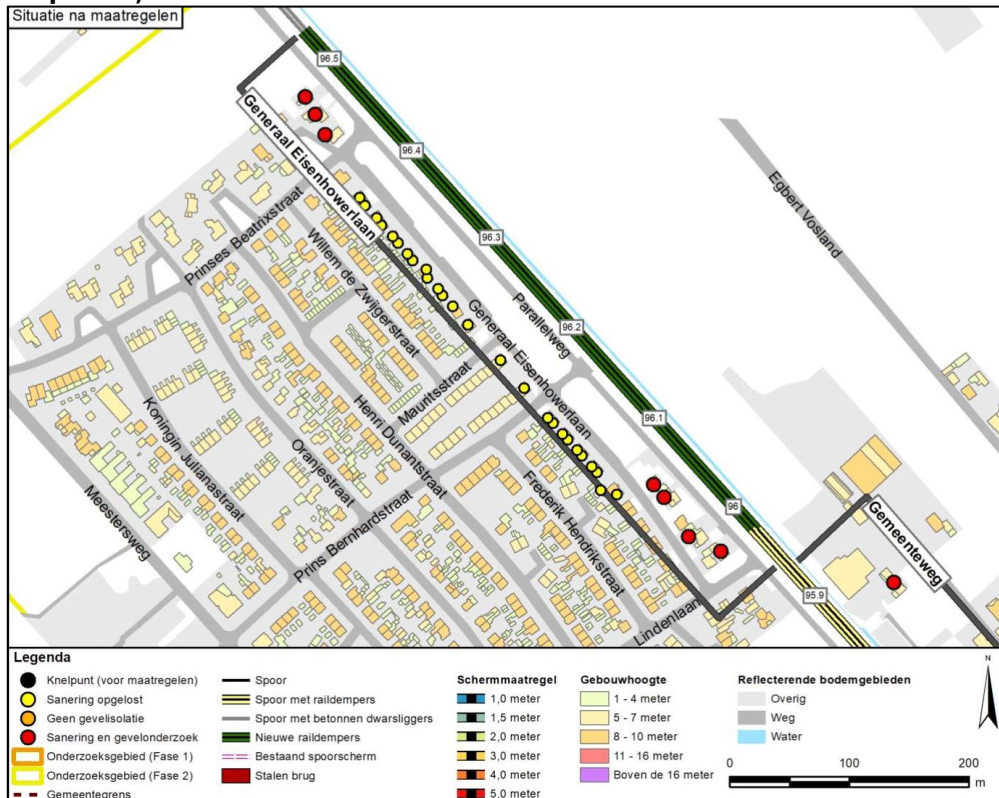 Situatie na maatregelen
96.5
Generaal Eisenhowerlaan
96.4
Egbert Vosland
96.3
Prinses Beatrixstraat
Willem de Zwijgerstraat
Parallelweg
96.2
Generaal Eisenhowerlaan
Mauritsstraat
96.1
Koningin Julianastraat
Henri Dunantstraat
Oranjestraat
Frederik Hendrikstraat
96
Meestersweg
Prins Bernhardstraat
Gemeenteweg
95.9
Lindenlaan
Legenda
Knelpunt (voor maatregelen)
Sanering opgelost
Geen gevelisolatie
Sanering en gevelonderzoek
Onderzoeksgebied (Fase 1)
Onderzoeksgebied (Fase 2)
Gemeentegrens
Spoor
Spoor met raildempers
Spoor met betonnen dwarsliggers
Nieuwe raildempers
Bestaand spoorscherm
Stalen brug
Schermmaatregel
1,0 meter
1,5 meter
2,0 meter
3,0 meter
4,0 meter
5,0 meter
Gebouwhoogte
1 - 4 meter
5 - 7 meter
8 - 10 meter
11 - 16 meter
Boven de 16 meter
Reflecterende bodemgebieden
Overig
Weg
Water
N
0 100 200
m